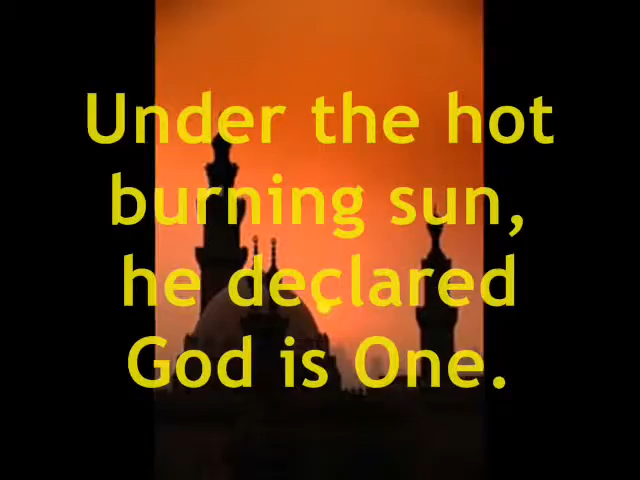 Under the hot
burning sun,
he declared
God is One.